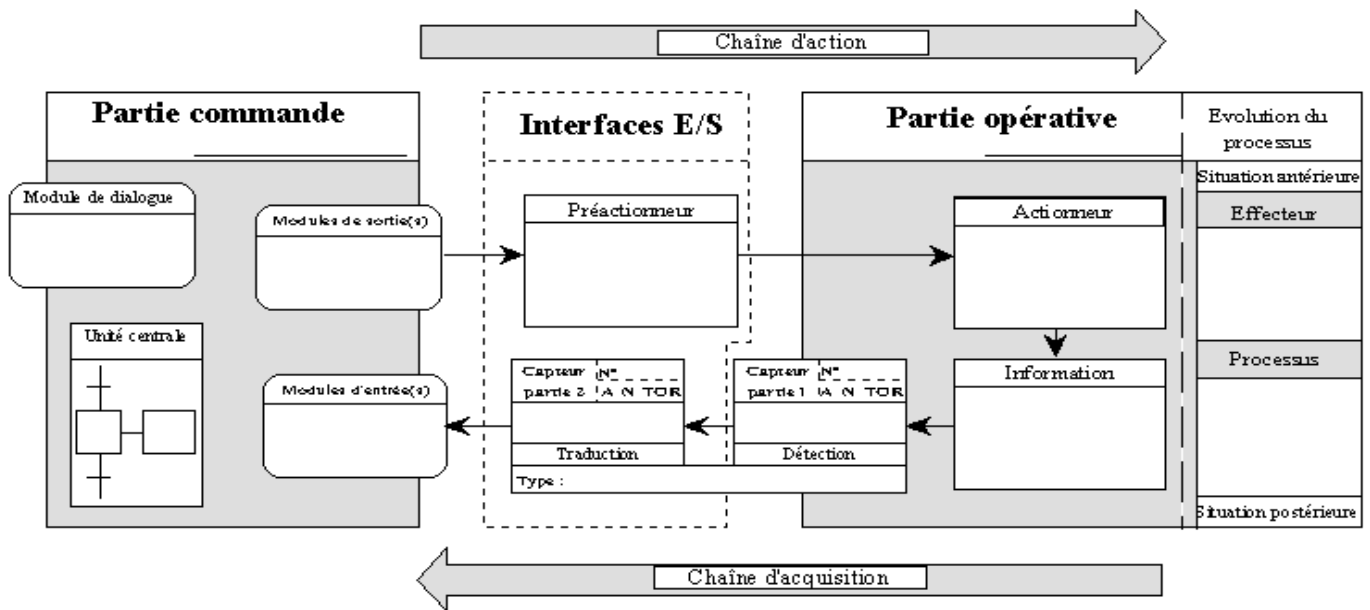 Chaîne d'action
Partie commande
Interfaces E/S
Partie opérative
Evolution du
processus
Situation antérieure
Module de dialogue
Modules de sortie(s)
Préactionneur
Actionneur
Effecteur
Unité centrale
Modules d'entrée(s)
Capteur N°
partie 2 A N TOR
Traduction
Capteur N°
partie 1 A N TOR
Détection
Type :
Information
Processus
Situation postérieure
Chaîne d'acquisition